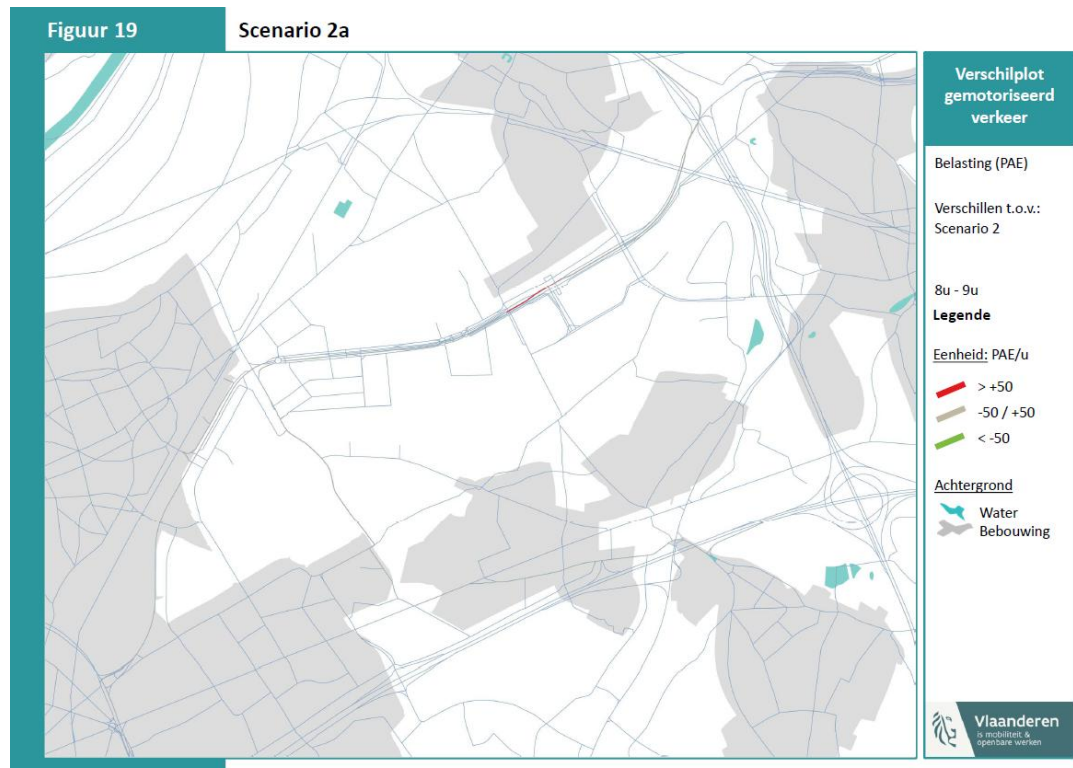 Figuur 19
Scenario 2a
Verschilplot
gemotoriseerd
verkeer
Belasting (PAE)
Verschillen t.o.v.:
Scenario 2
8u - 9u
Legende
Eenheid: PAE/u
> +50
-50 / +50
< -50
Achtergrond
Water
Bebouwing
Vlaanderen
is mobiliteit &
openbare werken